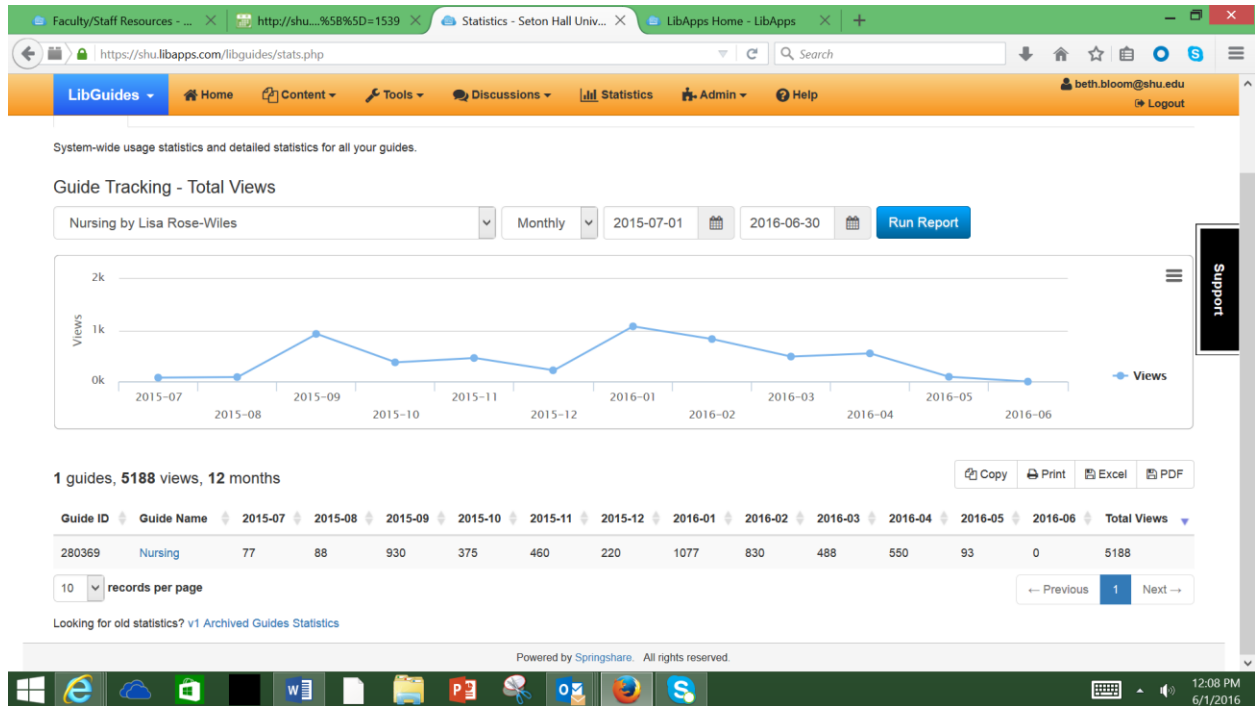 Faculty/Staff Resources - ... × http://shu....%5B%5D=1539 × Statistics - Seton Hall Univ... × LibApps Home - LibApps × +
https://shu.libapps.com/libguides/stats.php Search
LibGuides Home Content Tools Discussions Statistics Admin Help beth.bloom@shu.edu
Logout
System-wide usage statistics and detailed statistics for all your guides.
Guide Tracking - Total Views
Nursing by Lisa Rose-Wiles Monthly 2015-07-01 2016-06-30 Run Report
Support
2k
1k
0k
Views
2015-07 2015-08 2015-09 2015-10 2015-11 2015-12 2016-01 2016-02 2016-03 2016-04 2016-05 2016-06
Views
1 guides, 5188 views, 12 months Copy Print Excel PDF
Guide ID Guide Name 2015-07 2015-08 2015-09 2015-10 2015-11 2015-12 2016-01 2016-02 2016-03 2016-04 2016-05 2016-06 Total Views
280369 Nursing 77 88 930 375 460 220 1077 830 488 550 93 0 5188
10 records per page ← Previous 1 Next →
Looking for old statistics? v1 Archived Guides Statistics
Powered by Springshare. All rights reserved.
12:08 PM
6/1/2016